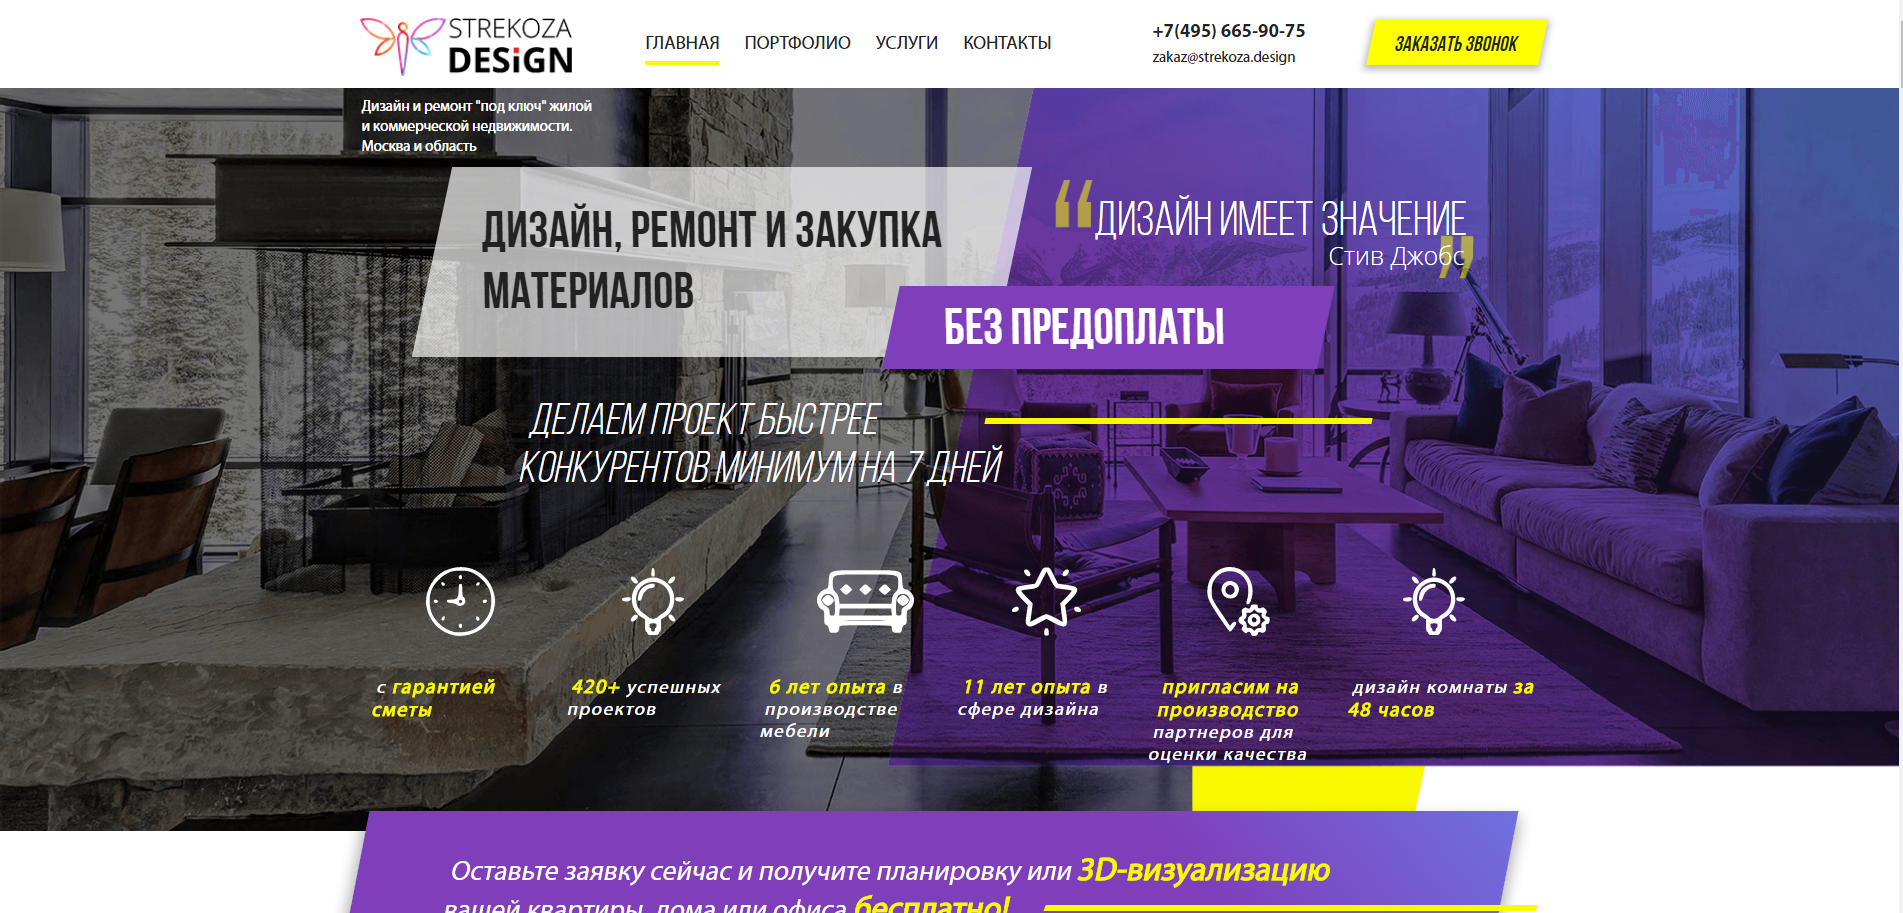 STREKOZA
DESiGN
ГЛАВНАЯ ПОРТФОЛИО УСЛУГИ КОНТАКТЫ
+7(495) 665-90-75
zakaz@strekoza.design
ЗАКАЗАТЬ ЗВОНОК
Дизайн и ремонт "под ключ" жилой
и коммерческой недвижимости.
Москва и область
ДИЗАЙН, РЕМОНТ И ЗАКУПКА
МАТЕРИАЛОВ
БЕЗ ПРЕДОПЛАТЫ
“ДИЗАЙН ИМЕЕТ ЗНАЧЕНИЕ
Стив Джобс”
ДЕЛАЕМ ПРОЕКТ БЫСТРЕЕ
КОНКУРЕНТОВ МИНИМУМ НА 7 ДНЕЙ
с гарантией
сметы
420+ успешных
проектов
6 лет опыта в
производстве
мебели
11 лет опыта в
сфере дизайна
пригласим на
производство
партнеров для
оценки качества
дизайн комнаты за
48 часов
Оставьте заявку сейчас и получите планировку или 3D-визуализацию
вашей квартиры, дома или офиса бесплатно!